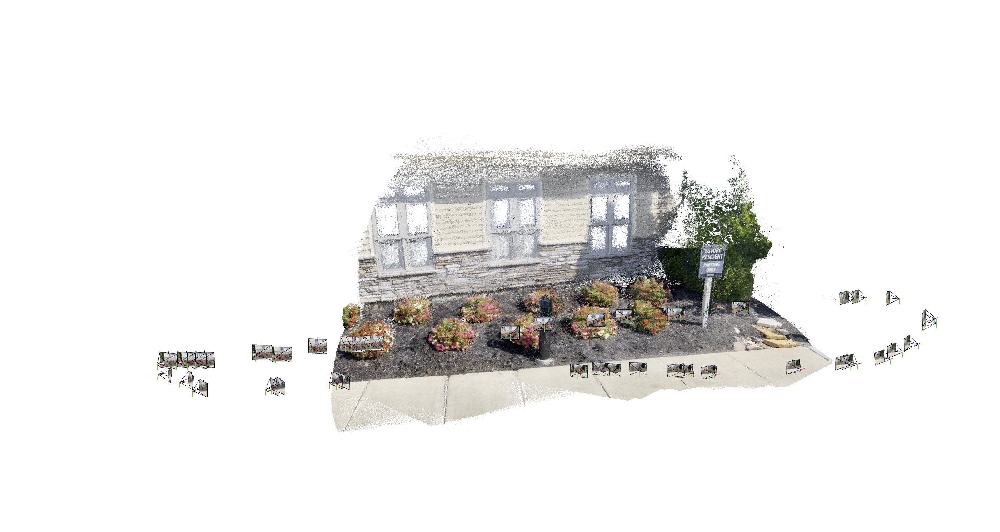 FUTURE
RESIDENT
PARKING
ONLY